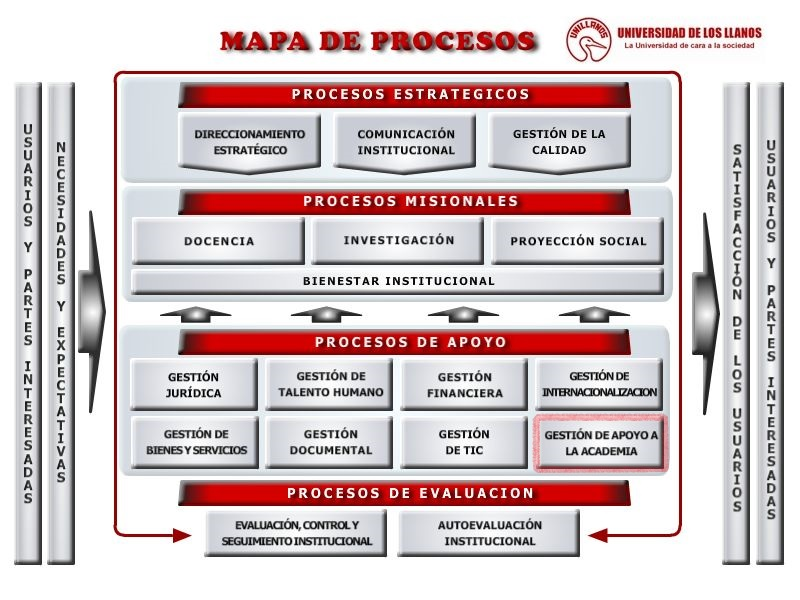 MAPA DE PROCESOS
UNILLANOS
UNIVERSIDAD DE LOS LLANOS
La Universidad de cara a la sociedad
USUARIOS Y PARTES INTERESADAS
NECESIDADES Y EXPECTATIVAS
PROCESOS ESTRATEGICOS
DIRECCIONAMIENTO
ESTRATÉGICO
COMUNICACIÓN
INSTITUCIONAL
GESTIÓN DE LA
CALIDAD
PROCESOS MISIONALES
DOCENCIA
INVESTIGACIÓN
PROYECCIÓN SOCIAL
BIENESTAR INSTITUCIONAL
PROCESOS DE APOYO
GESTIÓN
JURÍDICA
GESTIÓN DE
TALENTO HUMANO
GESTIÓN
FINANCIERA
GESTIÓN DE
INTERNACIONALIZACION
GESTIÓN DE
BIENES Y SERVICIOS
GESTIÓN
DOCUMENTAL
GESTIÓN
DE TIC
GESTIÓN DE APOYO A
LA ACADEMIA
PROCESOS DE EVALUACION
EVALUACIÓN, CONTROL Y
SEGUIMIENTO INSTITUCIONAL
AUTOEVALUACIÓN
INSTITUCIONAL
SATISFACCIÓN DE LOS USUARIOS
USUARIOS Y PARTES INTERESADAS